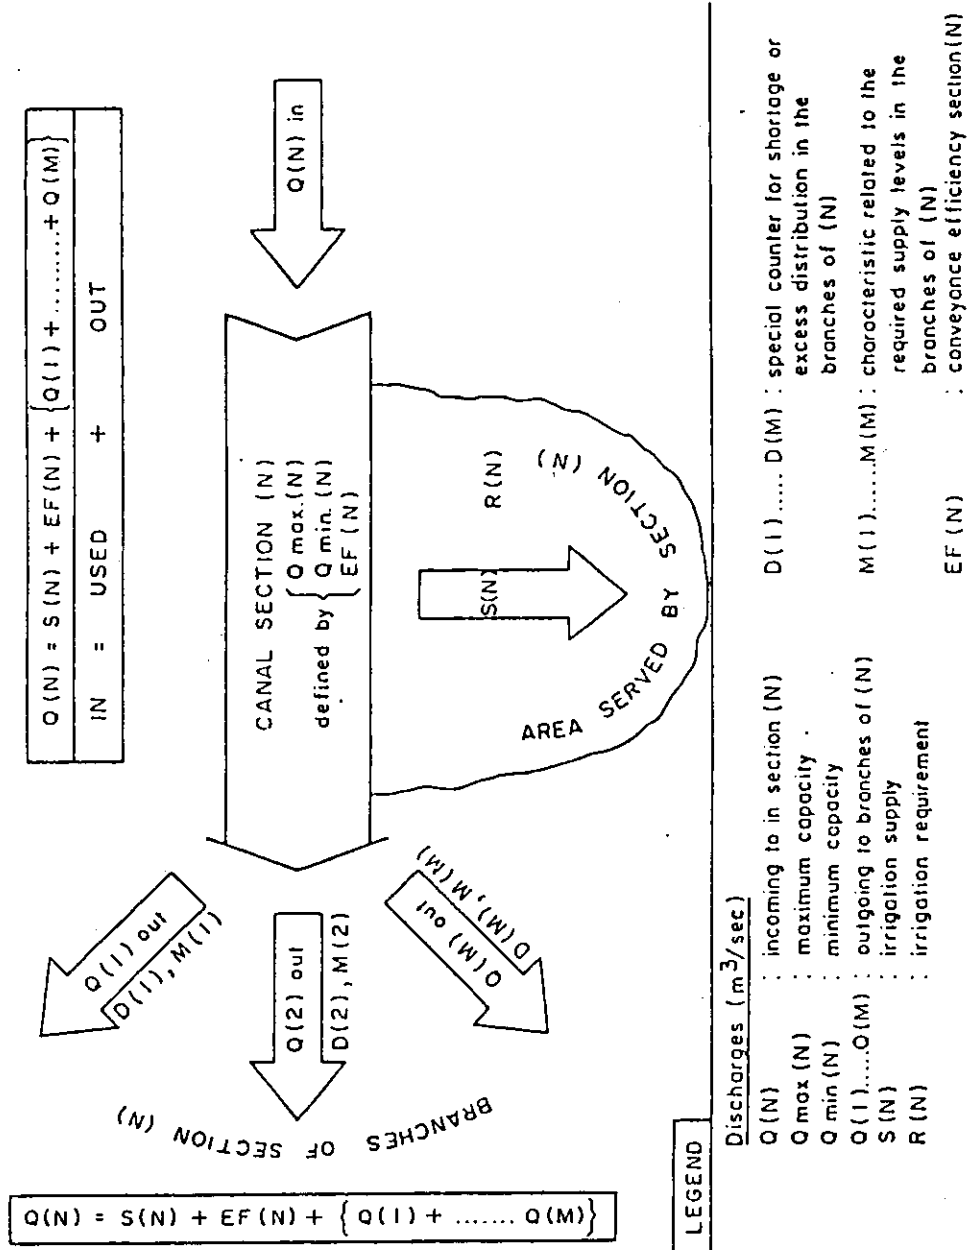 Q(N) = S(N) + EF(N) + {Q(1) + ......... + Q(M)}
IN = USED + OUT
Q(N) in
CANAL SECTION (N)
defined by { Q max.(N)
Q min.(N)
EF(N)
S(N)
R(N)
AREA SERVED BY SECTION (N)
Q(1) out
D(1), M(1)
Q(2) out
D(2), M(2)
Q(M) out
D(M), M(M)
BRANCHES OF SECTION (N)
Q(N) = S(N) + EF(N) + {Q(1) + ....... Q(M)}
LEGEND
Discharges (m³/sec)
Q(N) : incoming to in section (N)
Q max (N) : maximum capacity .
Q min (N) : minimum capacity
Q(1).....Q(M) : outgoing to branches of (N)
S(N) : irrigation supply
R(N) : irrigation requirement
D(1)..... D(M) : special counter for shortage or
excess distribution in the
branches of (N)
M(1).....M(M) : characteristic related to the
required supply levels in the
branches of (N)
EF(N) : conveyance efficiency section(N)